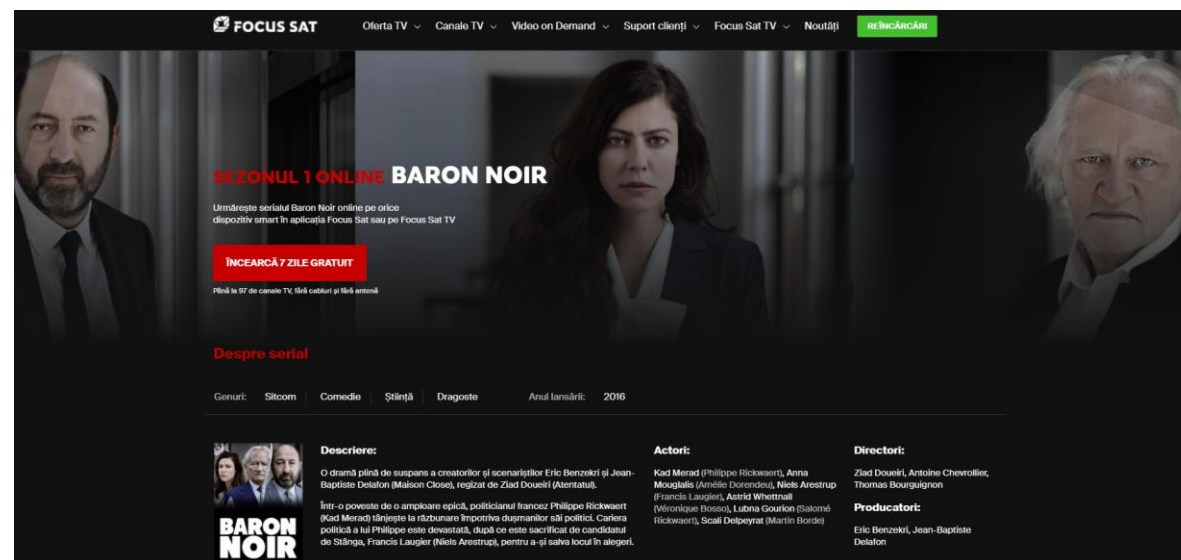 FOCUS SAT
Oferta TV
Canale TV
Video on Demand
Suport clienți
Focus Sat TV
Noutăți
REÎNCĂRCĂRI
SEZONUL 1 ONLINE BARON NOIR
Urmărește serialul Baron Noir online pe orice
dispozitiv smart în aplicația Focus Sat sau pe Focus Sat TV
ÎNCEARCĂ 7 ZILE GRATUIT
Până la 97 de canale TV, fără cabluri și fără antenă
Despre serial
Genuri: Sitcom Comedie Știință Dragoste Anul lansării: 2016
BARON
NOIR
Descriere:
O dramă plină de suspans a creatorilor și scenariștilor Eric Benzekri și Jean-
Baptiste Delafon (Maison Close), regizat de Ziad Doueiri (Atentatul).
Într-o poveste de o amploare epică, politicianul francez Philippe Rickwaert
(Kad Merad) tânjește la răzbunare împotriva dușmanilor săi politici. Cariera
politică a lui Philippe este devastată, după ce este sacrificat de candidatul
de Stânga, Francis Laugier (Niels Arestrup), pentru a-și salva locul în alegeri.
Actori:
Kad Merad (Philippe Rickwaert), Anna
Mouglalis (Amélie Dorendeu), Niels Arestrup
(Francis Laugier), Astrid Whettnall
(Véronique Bosso), Lubna Gourion (Salomé
Rickwaert), Scali Delpeyrat (Martin Borde)
Directori:
Ziad Doueiri, Antoine Chevrollier,
Thomas Bourguignon
Producatori:
Eric Benzekri, Jean-Baptiste
Delafon